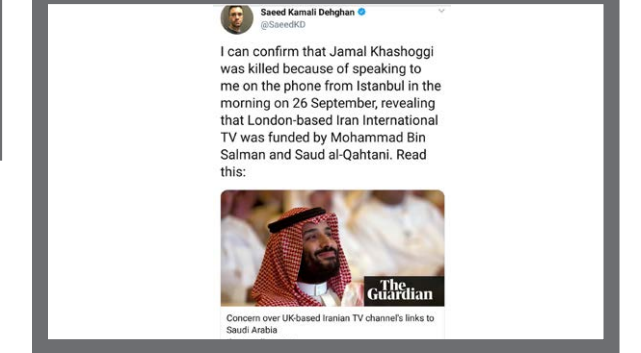 Saeed Kamali Dehghan
@SaeedKD
I can confirm that Jamal Khashoggi
was killed because of speaking to
me on the phone from Istanbul in the
morning on 26 September, revealing
that London-based Iran International
TV was funded by Mohammad Bin
Salman and Saud al-Qahtani. Read
this:
The
Guardian
Concern over UK-based Iranian TV channel's links to
Saudi Arabia